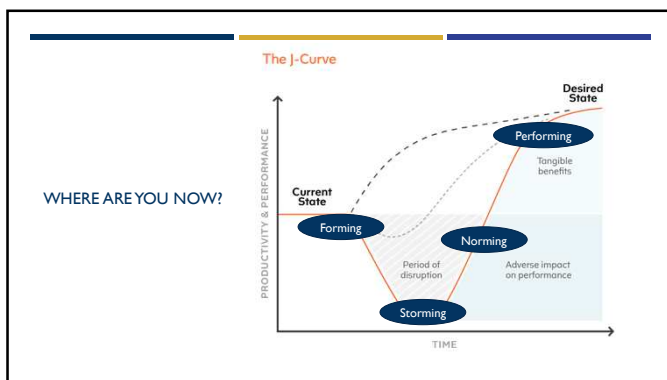 The J-Curve
WHERE ARE YOU NOW?
PRODUCTIVITY & PERFORMANCE
Current
State
Desired
State
Forming
Storming
Norming
Performing
Period of
disruption
Adverse impact
on performance
Tangible
benefits
TIME